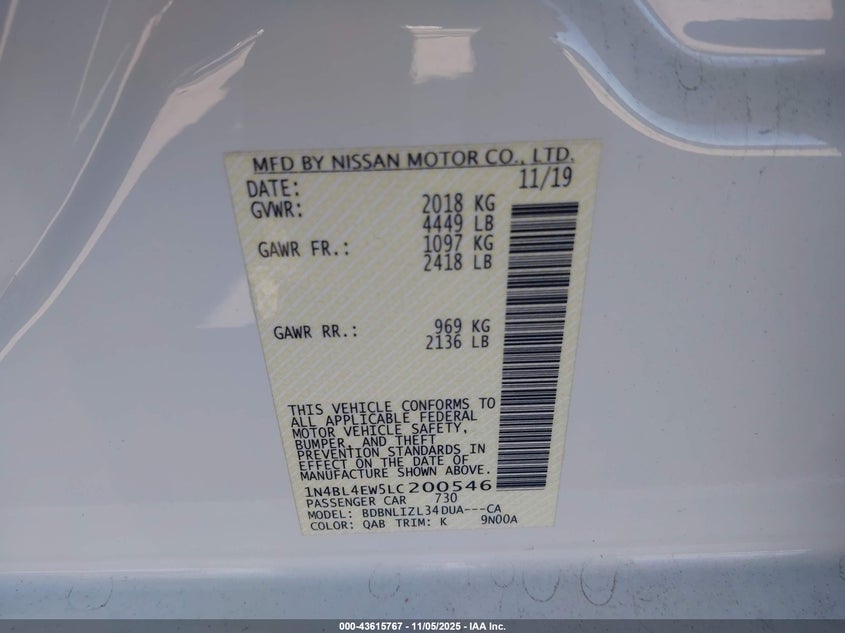 MFD BY NISSAN MOTOR CO., LTD.
DATE: 11/19
GVWR: 2018 KG
4449 LB
GAWR FR.: 1097 KG
2418 LB
GAWR RR.: 969 KG
2136 LB
THIS VEHICLE CONFORMS TO
ALL APPLICABLE FEDERAL
MOTOR VEHICLE SAFETY,
BUMPER, AND THEFT
PREVENTION STANDARDS IN
EFFECT ON THE DATE OF
MANUFACTURE SHOWN ABOVE.
1N4BL4EW5LC200546
PASSENGER CAR 730
MODEL: BDBNLIZL34DUA---CA
COLOR: QAB TRIM: K 9N00A
000-43615767 - 11/05/2025 - IAA Inc.